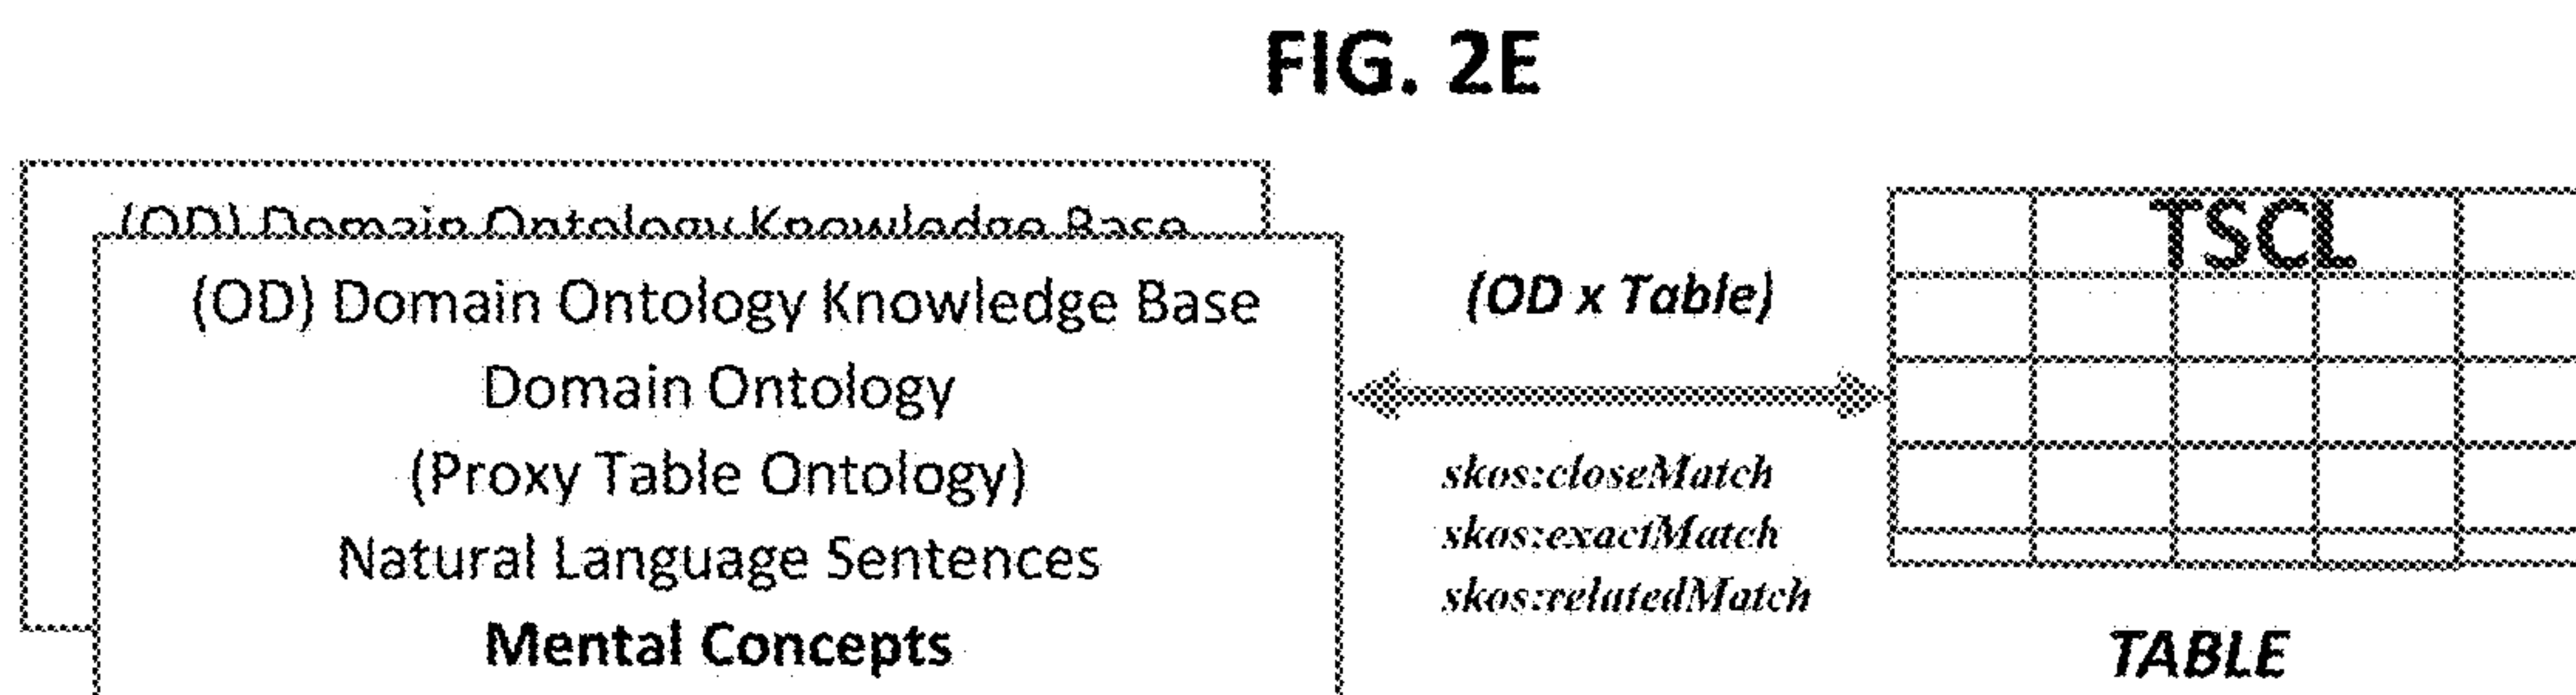 FIG. 2E
(OD) Domain Ontology Knowledge Base
(OD) Domain Ontology Knowledge Base
Domain Ontology
(Proxy Table Ontology)
Natural Language Sentences
Mental Concepts
(OD x Table)
skos:closeMatch
skos:exactMatch
skos:relatedMatch
TSCL
TABLE